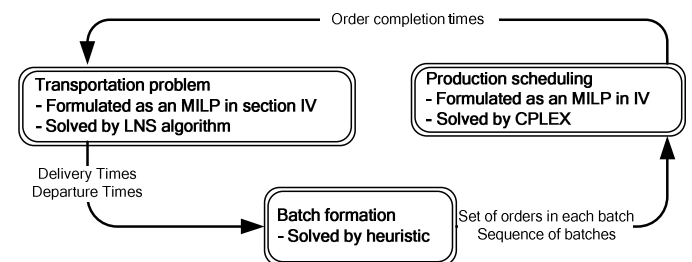 Order completion times
Transportation problem
- Formulated as an MILP in section IV
- Solved by LNS algorithm
Production scheduling
- Formulated as an MILP in IV
- Solved by CPLEX
Delivery Times
Departure Times
Batch formation
- Solved by heuristic
Set of orders in each batch
Sequence of batches